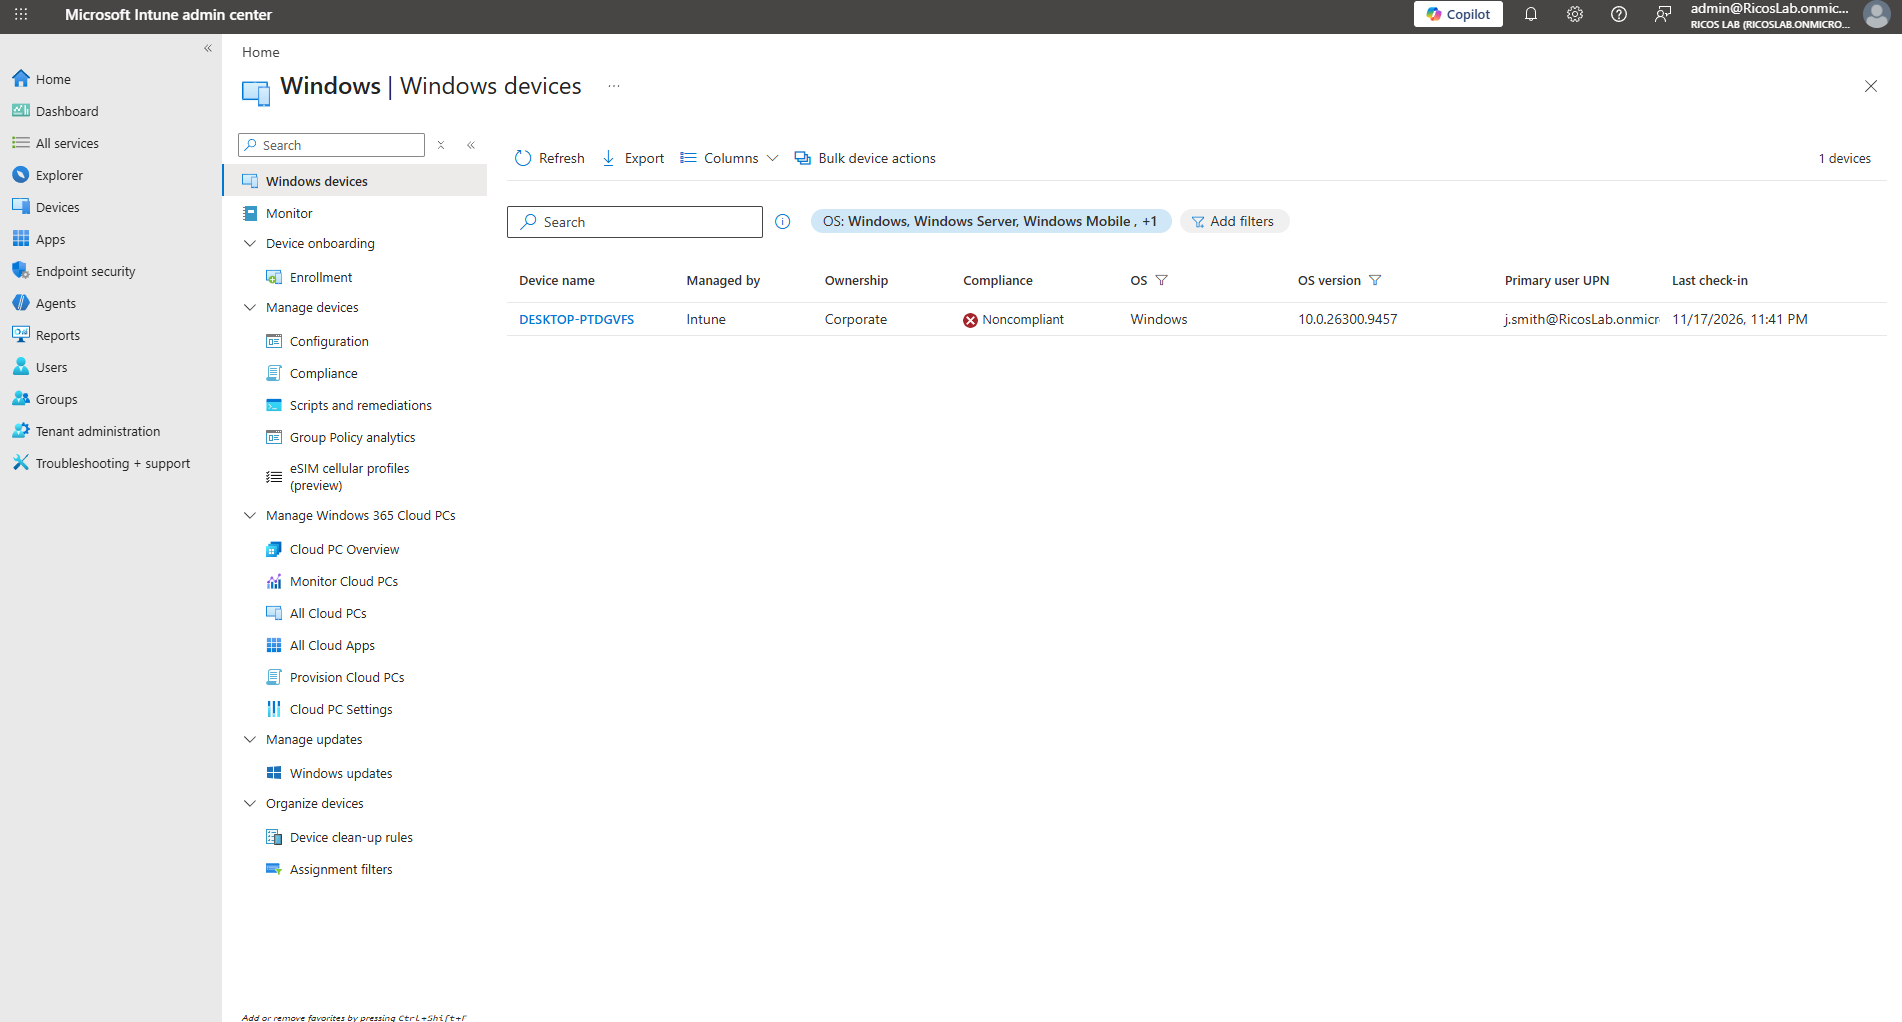 Microsoft Intune admin center
Copilot
admin@RicosLab.onmic...
RICOS LAB (RICOSLAB.ONMICRO...
Home
Dashboard
All services
Explorer
Devices
Apps
Endpoint security
Agents
Reports
Users
Groups
Tenant administration
Troubleshooting + support
Home
Windows | Windows devices
Search
Windows devices
Monitor
Device onboarding
Enrollment
Manage devices
Configuration
Compliance
Scripts and remediations
Group Policy analytics
eSIM cellular profiles
(preview)
Manage Windows 365 Cloud PCs
Cloud PC Overview
Monitor Cloud PCs
All Cloud PCs
All Cloud Apps
Provision Cloud PCs
Cloud PC Settings
Manage updates
Windows updates
Organize devices
Device clean-up rules
Assignment filters
Add or remove favorites by pressing Ctrl+Shift+F
Refresh Export Columns Bulk device actions 1 devices
Search OS: Windows, Windows Server, Windows Mobile , +1 Add filters
Device name Managed by Ownership Compliance OS OS version Primary user UPN Last check-in
DESKTOP-PTDGVFS Intune Corporate Noncompliant Windows 10.0.26300.9457 j.smith@RicosLab.onmicr 11/17/2026, 11:41 PM